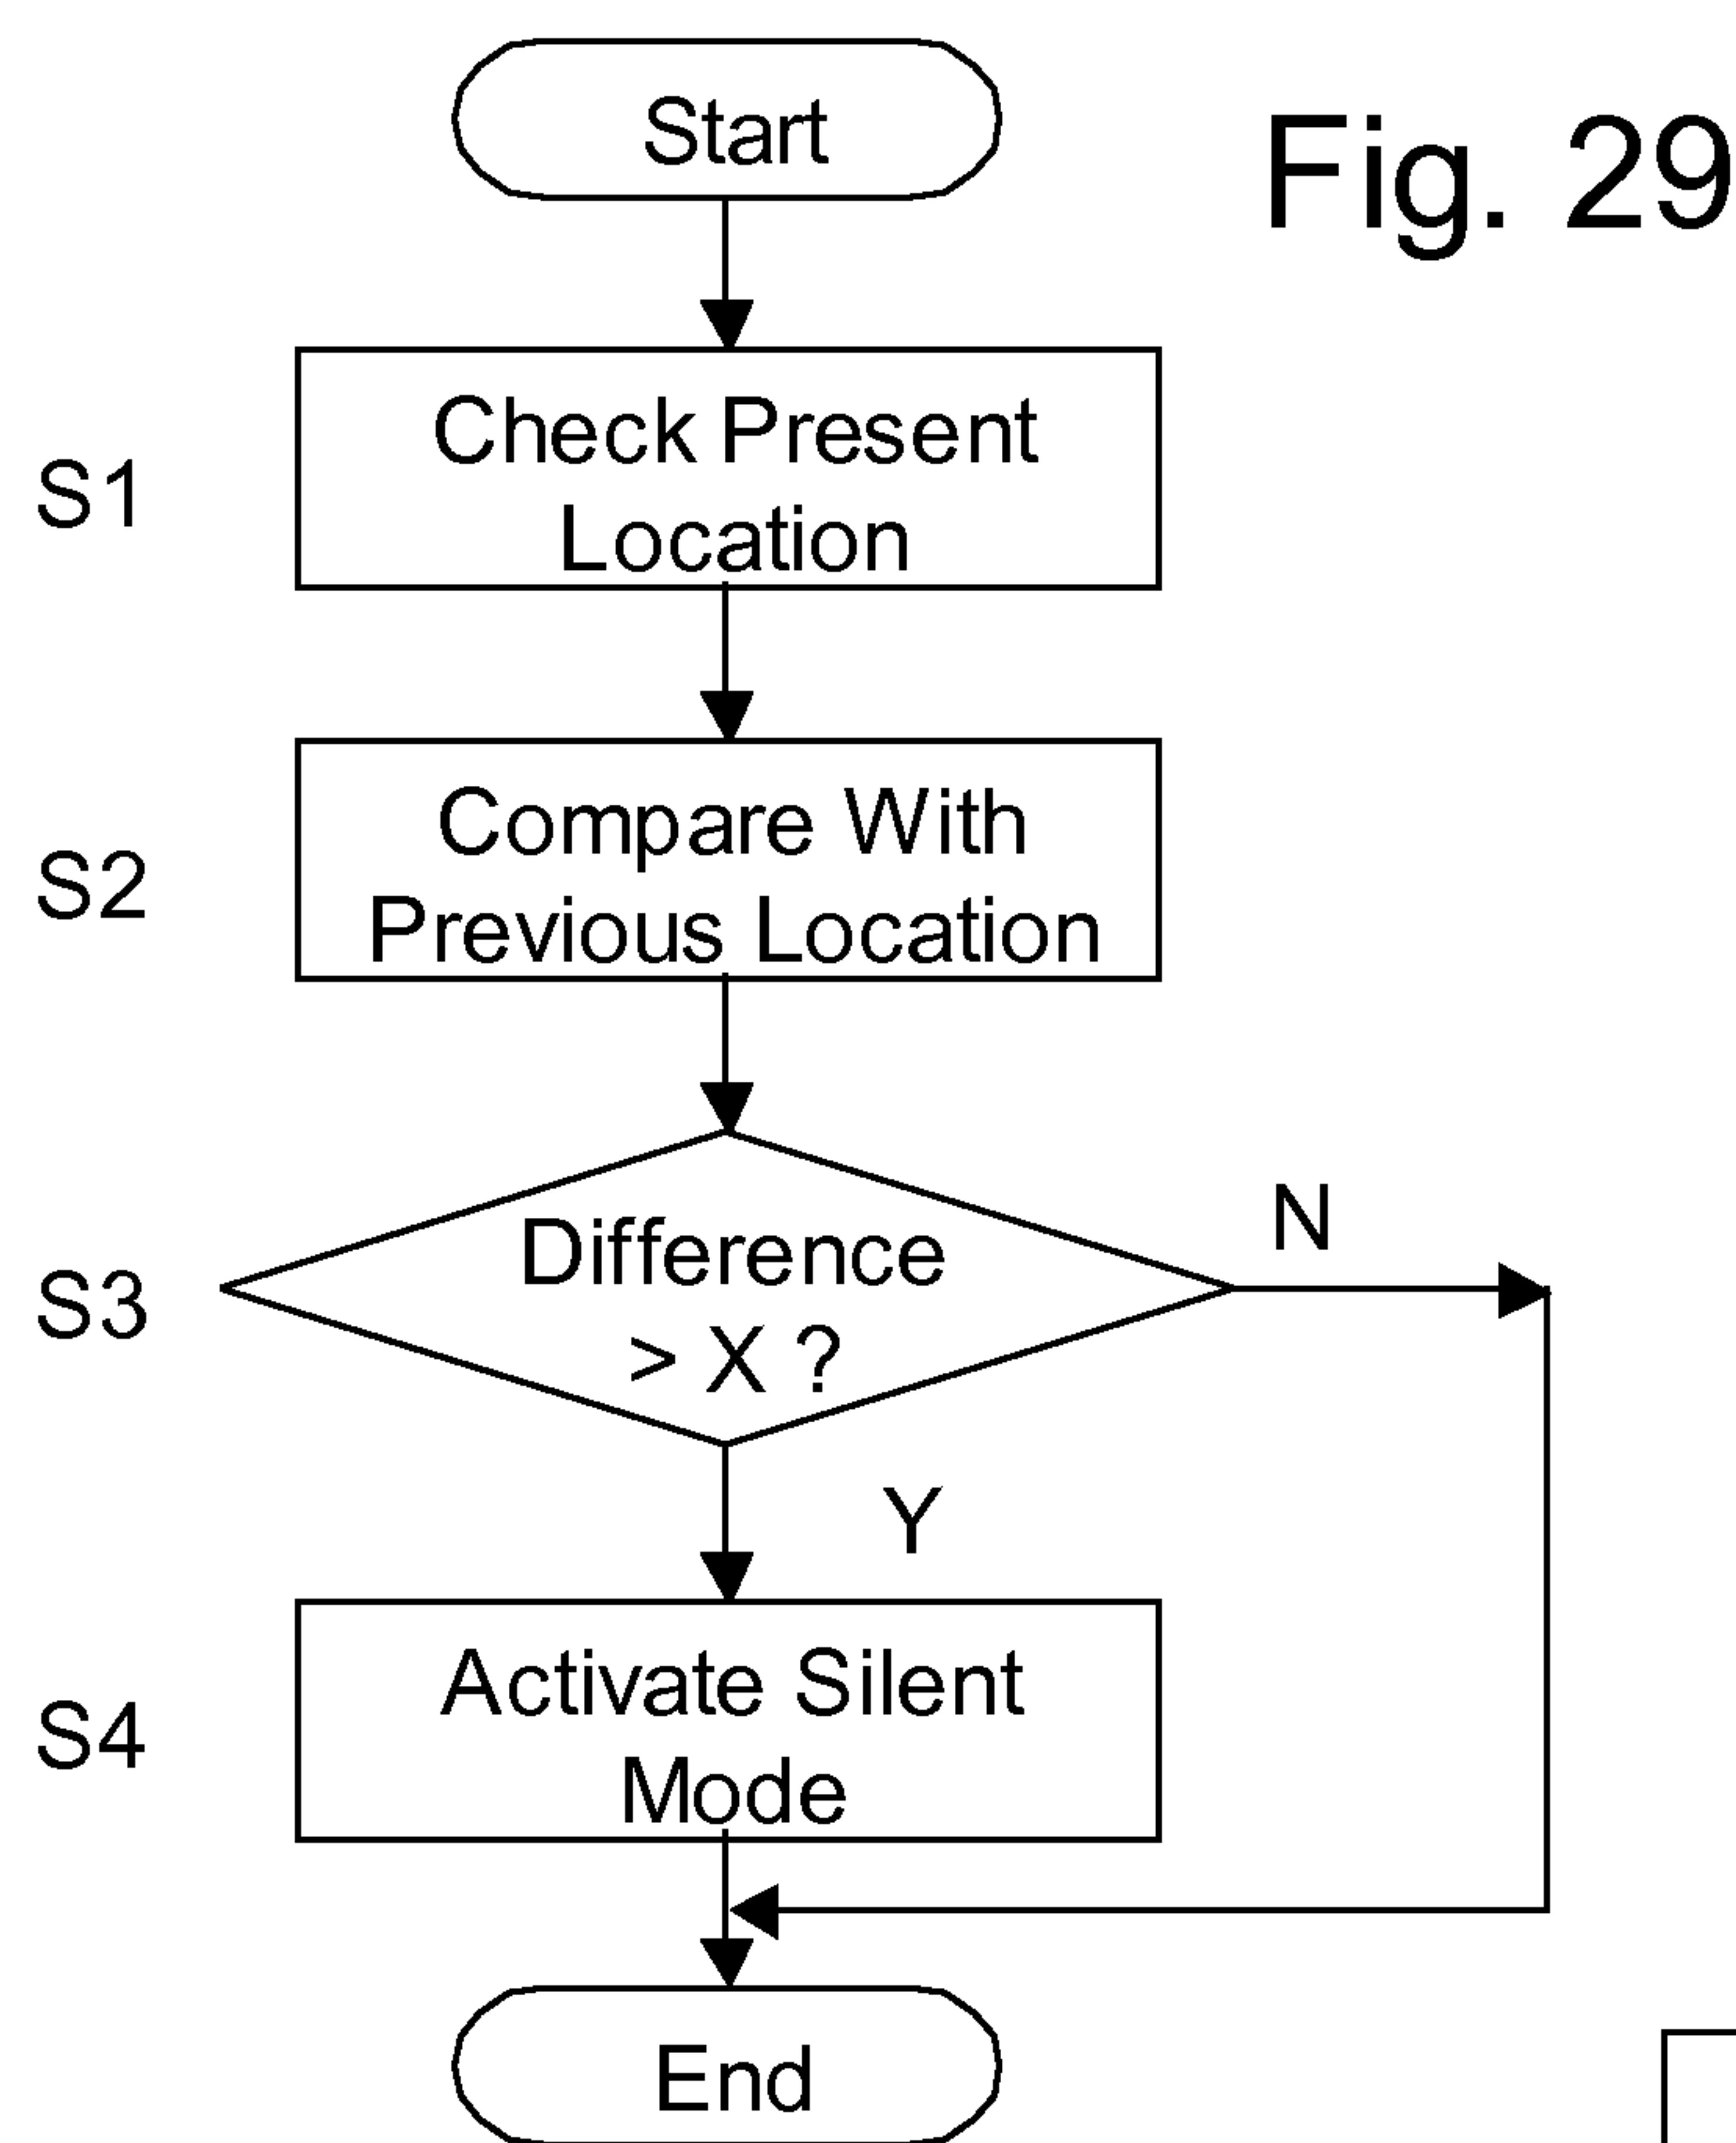 Start
Fig. 29
Check Present
Location
S1
Compare With
Previous Location
S2
Difference
> X ?
S3
N
Y
Activate Silent
Mode
S4
End